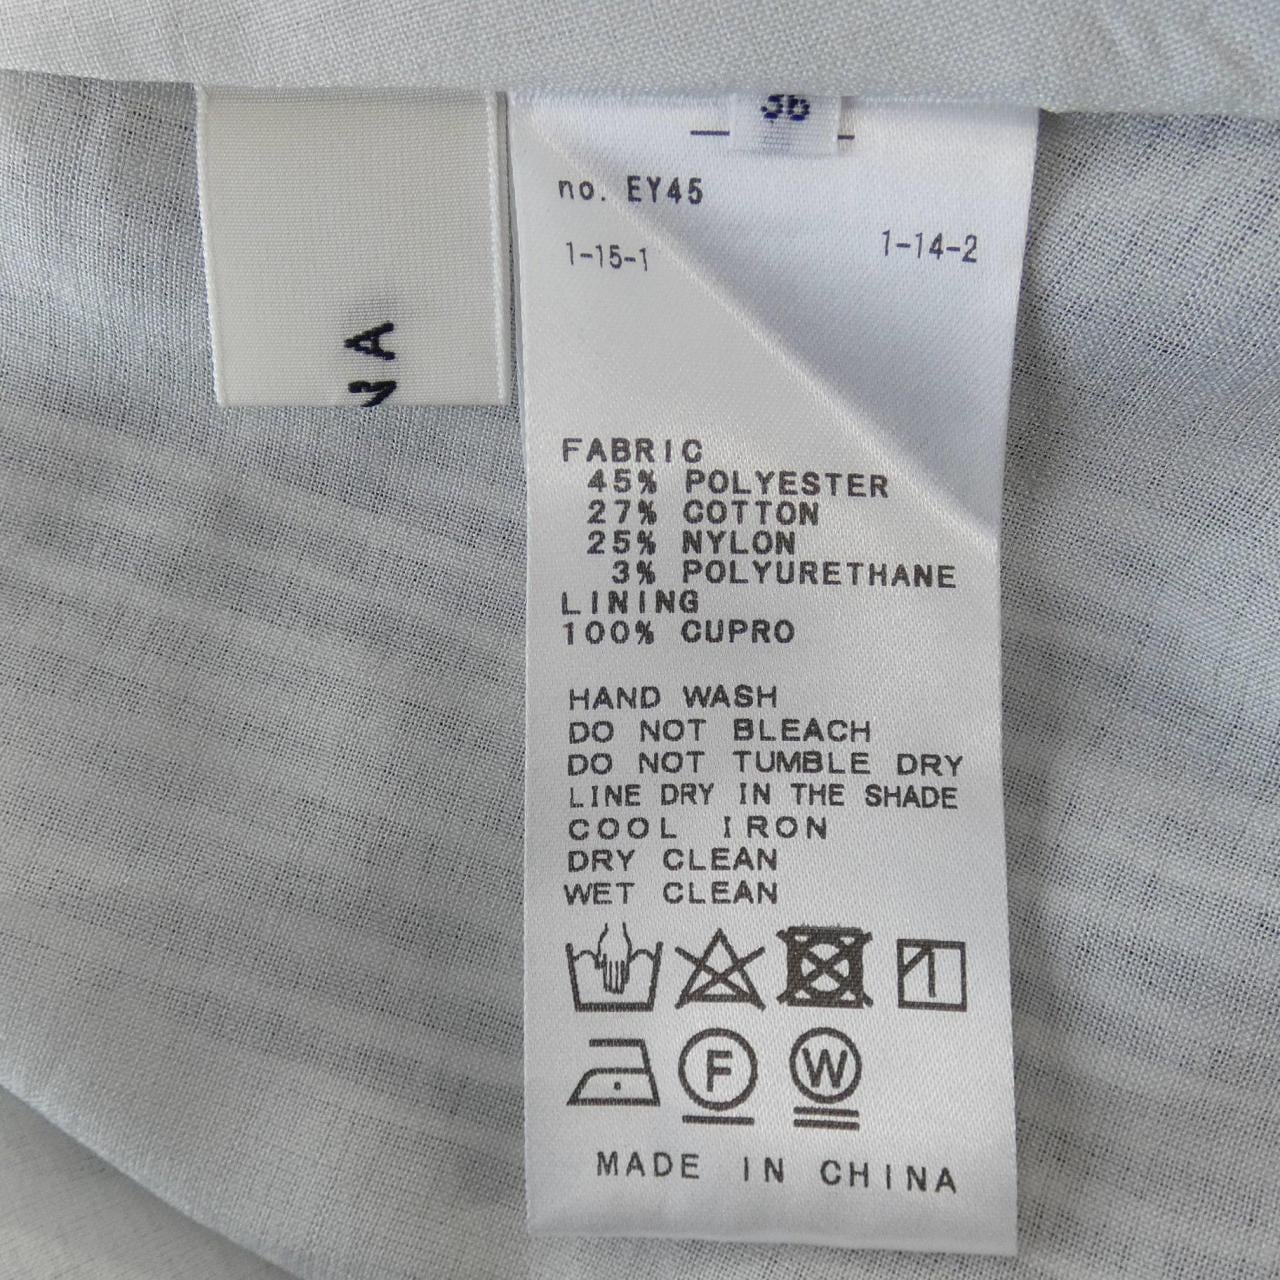 36
no. EY45
1-15-1
1-14-2
A
FABRIC
45% POLYESTER
27% COTTON
25% NYLON
3% POLYURETHANE
LINING
100% CUPRO
HAND WASH
DO NOT BLEACH
DO NOT TUMBLE DRY
LINE DRY IN THE SHADE
COOL IRON
DRY CLEAN
WET CLEAN
F
W
MADE IN CHINA